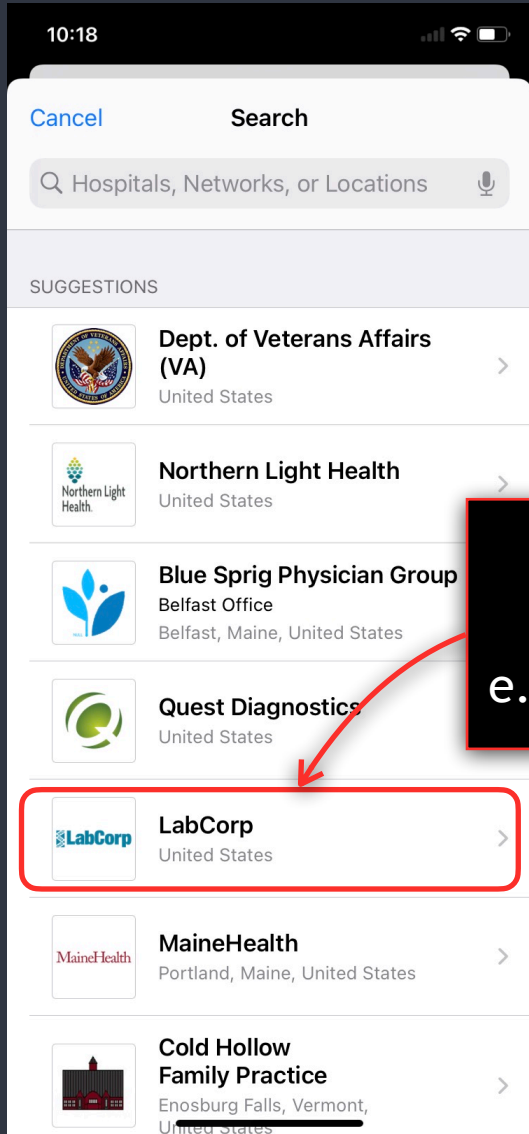 10:18
Cancel
Search
Hospitals, Networks, or Locations
SUGGESTIONS
Dept. of Veterans Affairs
(VA)
United States
Northern Light
Health.
Northern Light Health
United States
Blue Sprig Physician Group
Belfast Office
Belfast, Maine, United States
e.
Quest Diagnostics
United States
LabCorp
LabCorp
United States
MaineHealth
MaineHealth
Portland, Maine, United States
Cold Hollow
Family Practice
Enosburg Falls, Vermont,
United States